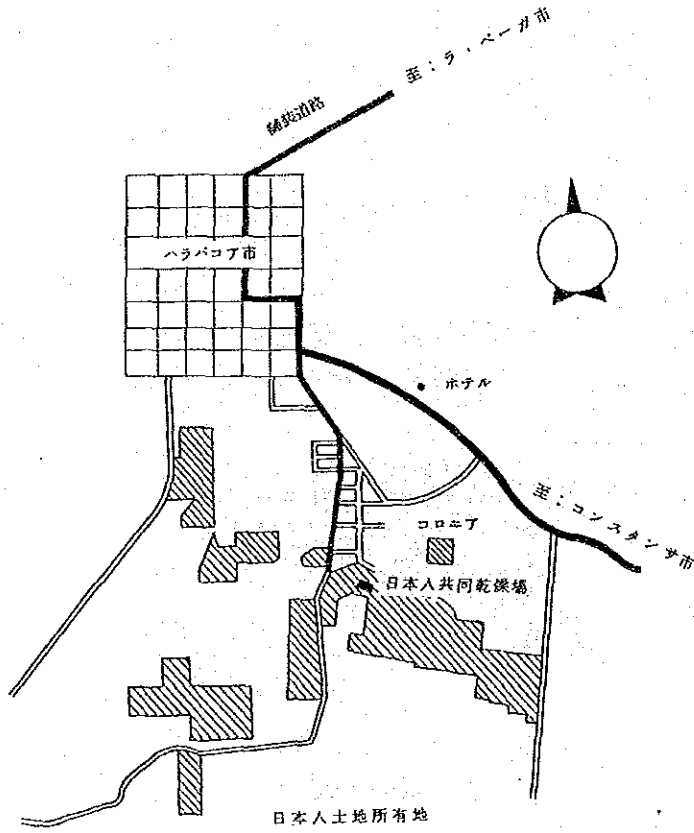 至：ラ・ベーガ市
舗装道路
ハラバコア市
ホテル
至：コンスタンサ市
コロニア
日本人共同乾燥場
日本人土地所有地